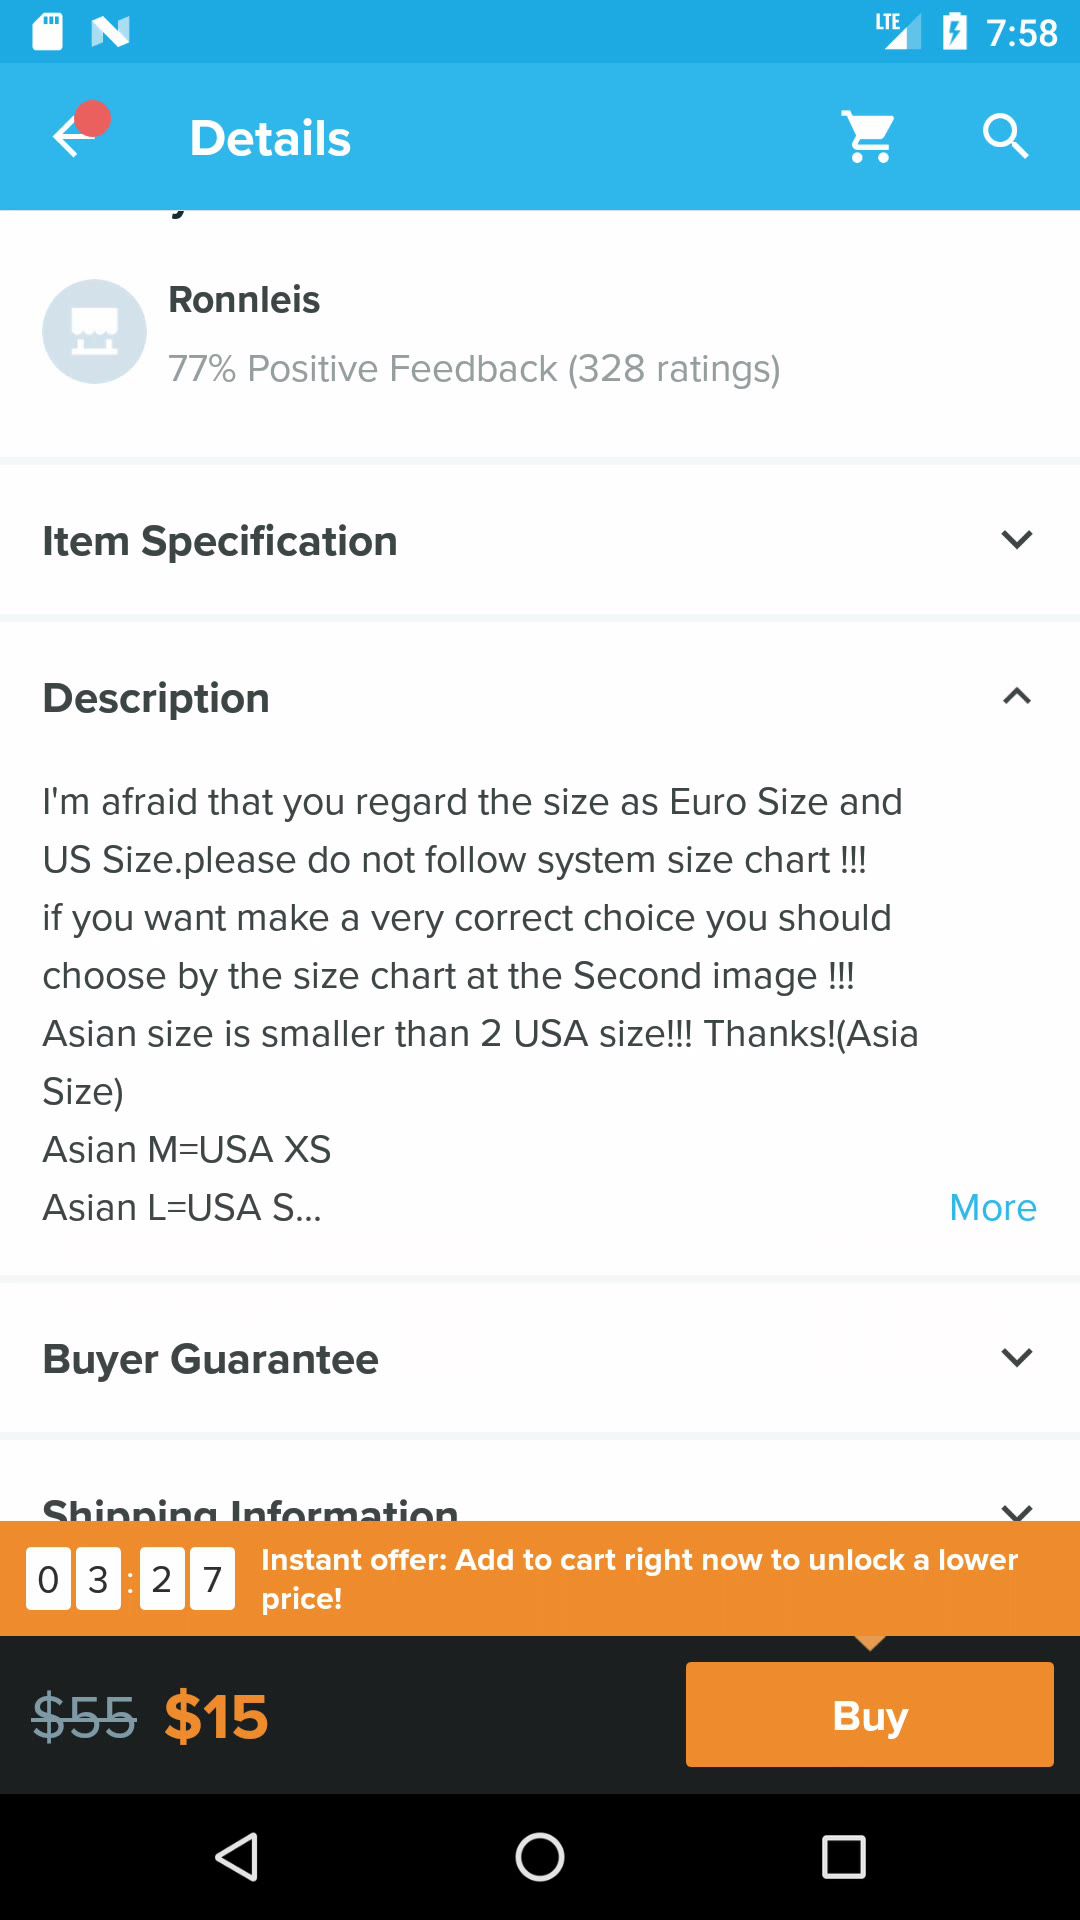 LTE 7:58
Details
Ronnleis
77% Positive Feedback (328 ratings)
Item Specification
Description
I'm afraid that you regard the size as Euro Size and
US Size.please do not follow system size chart !!!
if you want make a very correct choice you should
choose by the size chart at the Second image !!!
Asian size is smaller than 2 USA size!!! Thanks!(Asia
Size)
Asian M=USA XS
Asian L=USA S...
More
Buyer Guarantee
Shipping Information
03:27
Instant offer: Add to cart right now to unlock a lower
price!
$55 $15
Buy